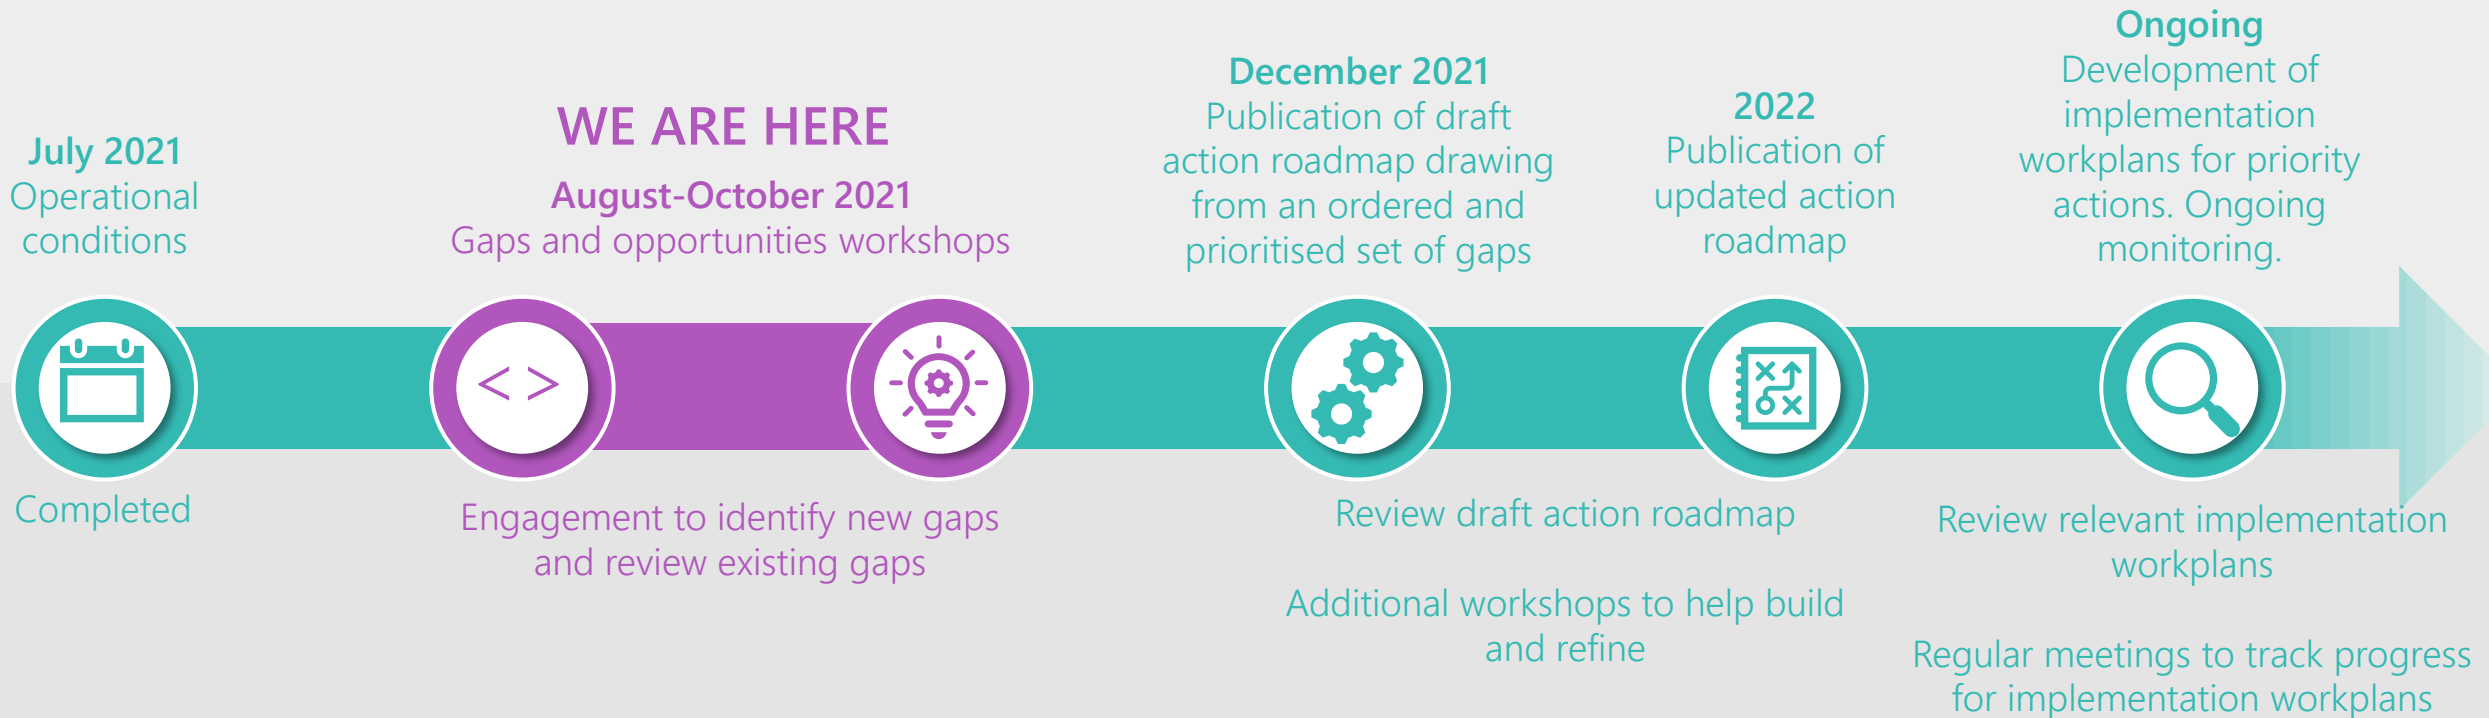 July 2021
Operational
conditions
Completed
WE ARE HERE
August-October 2021
Gaps and opportunities workshops
< >
Engagement to identify new gaps
and review existing gaps
December 2021
Publication of draft
action roadmap drawing
from an ordered and
prioritised set of gaps
2022
Publication of
updated action
roadmap
Review draft action roadmap
Additional workshops to help build
and refine
Ongoing
Development of
implementation
workplans for priority
actions. Ongoing
monitoring.
Review relevant implementation
workplans
Regular meetings to track progress
for implementation workplans